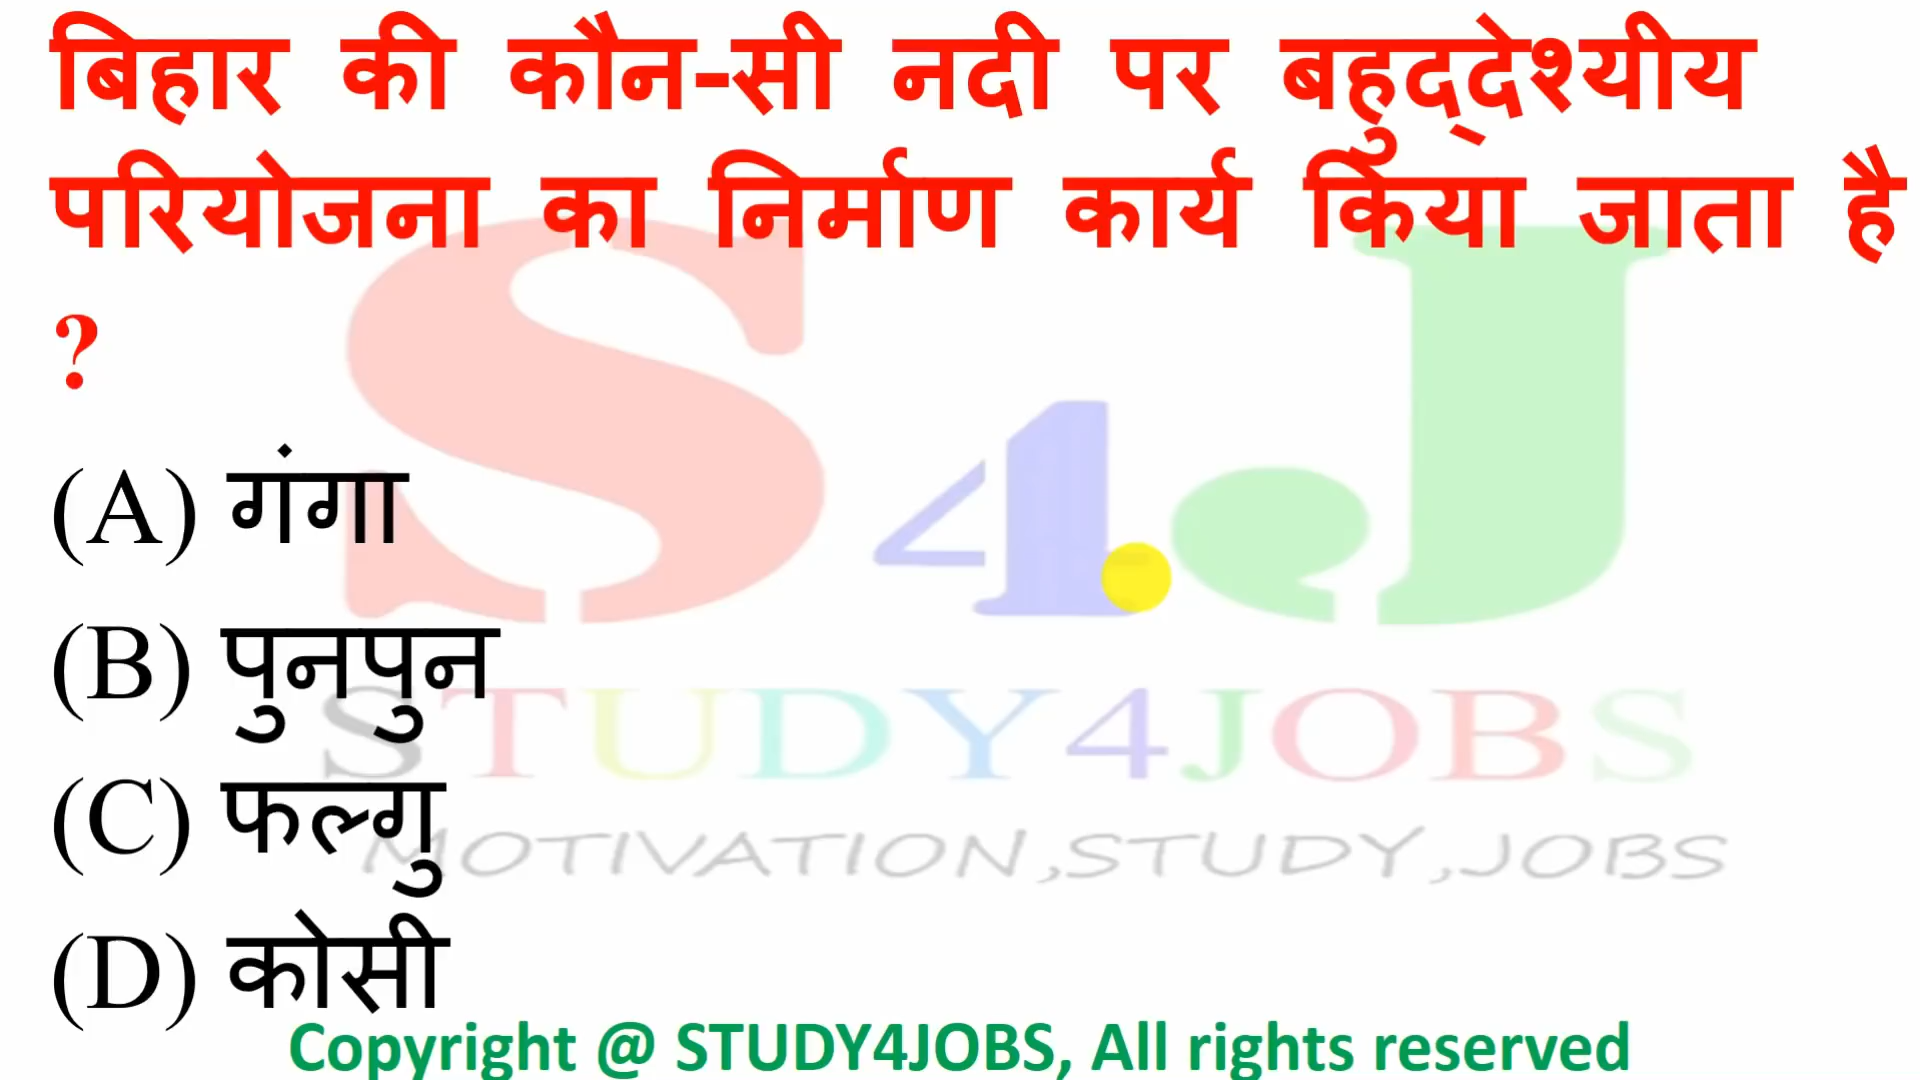 बिहार की कौन-सी नदी पर बहुद्देश्यीय
परियोजना का निर्माण कार्य किया जाता है
?
(A) गंगा
(B) पुनपुन
(C) फल्गु
(D) कोसी
S4J
STUDY4JOBS
MOTIVATION,STUDY,JOBS
Copyright @ STUDY4JOBS, All rights reserved